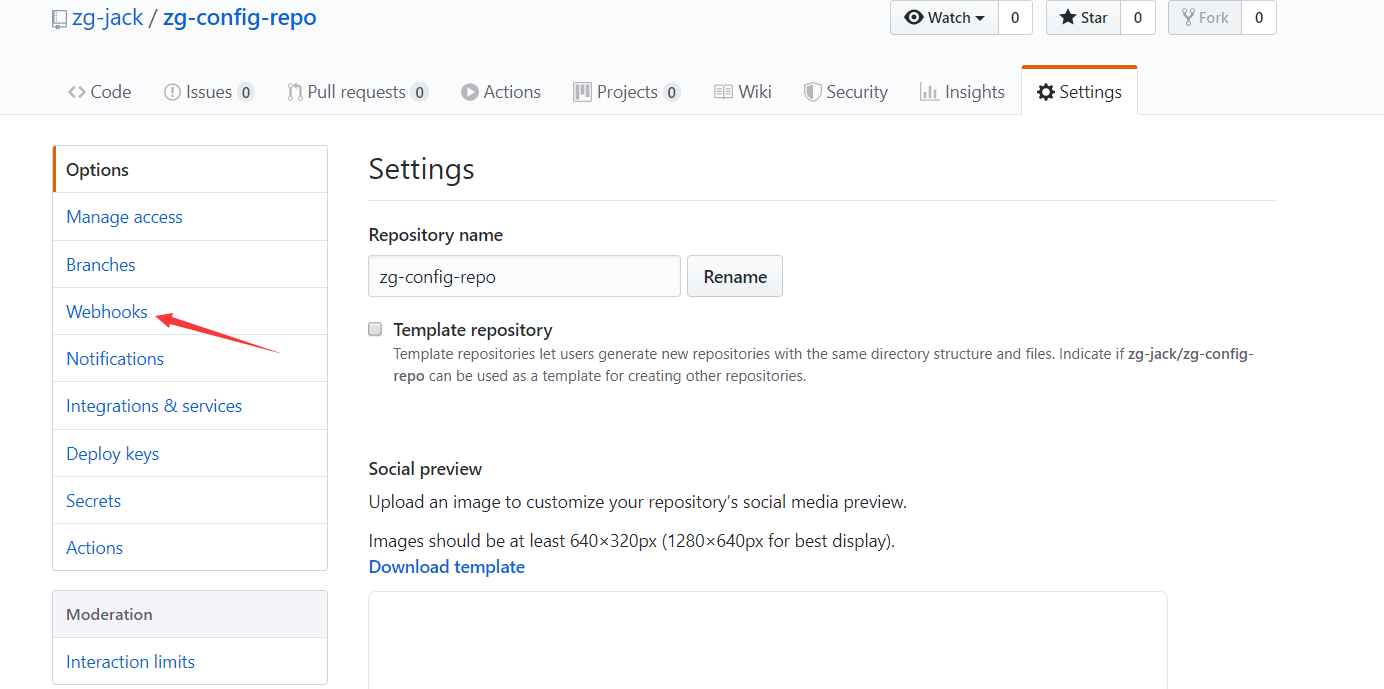 zg-jack / zg-config-repo
Watch 0 Star 0 Fork 0
Code Issues 0 Pull requests 0 Actions Projects 0 Wiki Security Insights Settings
Options
Manage access
Branches
Webhooks
Notifications
Integrations & services
Deploy keys
Secrets
Actions
Moderation
Interaction limits
Settings
Repository name
zg-config-repo Rename
Template repository
Template repositories let users generate new repositories with the same directory structure and files. Indicate if zg-jack/zg-config-
repo can be used as a template for creating other repositories.
Social preview
Upload an image to customize your repository’s social media preview.
Images should be at least 640×320px (1280×640px for best display).
Download template